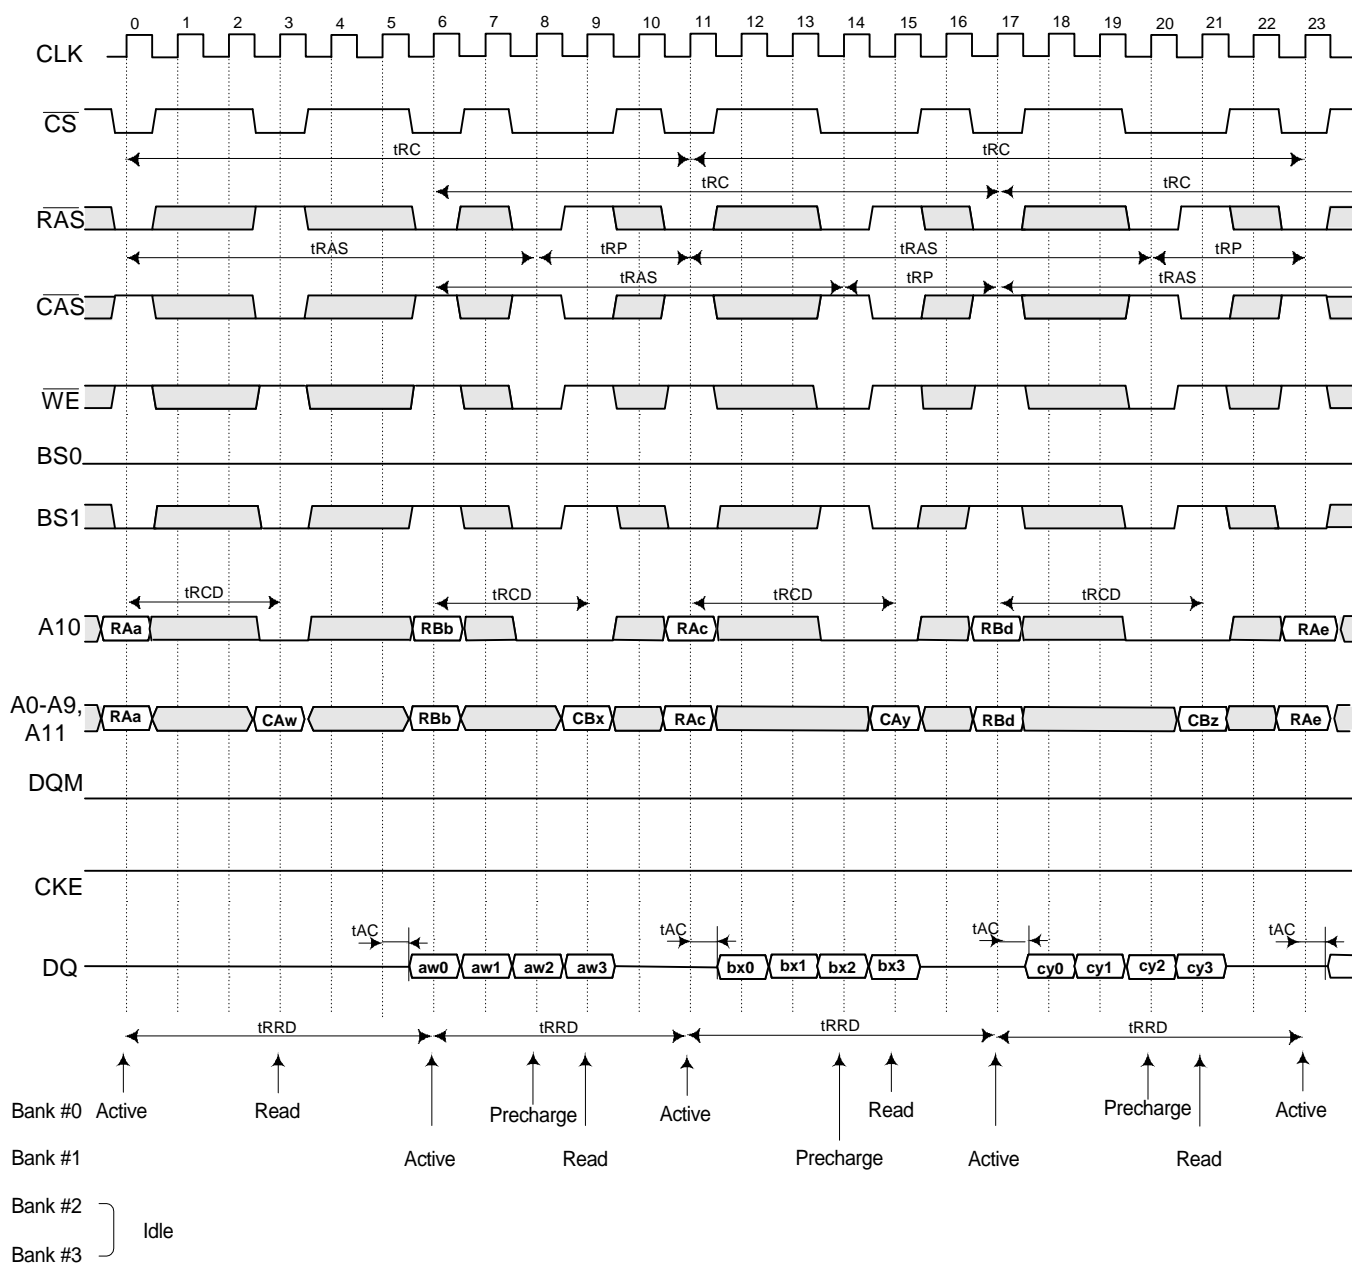 0 1 2 3 4 5 6 7 8 9 10 11 12 13 14 15 16 17 18 19 20 21 22 23
CLK
CS
tRC tRC
tRC tRC
RAS
tRAS tRP tRAS tRP
tRAS tRP tRAS
CAS
WE
BS0
BS1
tRCD tRCD tRCD tRCD
A10 RAa RBb RAc RBd RAe
A0-A9,
A11
RAa CAw RBb CBx RAc CAy RBd CBz RAe
DQM
CKE
tAC tAC tAC tAC
DQ aw0 aw1 aw2 aw3 bx0 bx1 bx2 bx3 cy0 cy1 cy2 cy3
tRRD tRRD tRRD tRRD
Bank #0 Active Read Precharge Active Read Precharge Active
Bank #1 Active Read Precharge Active Read
Bank #2
Idle
Bank #3